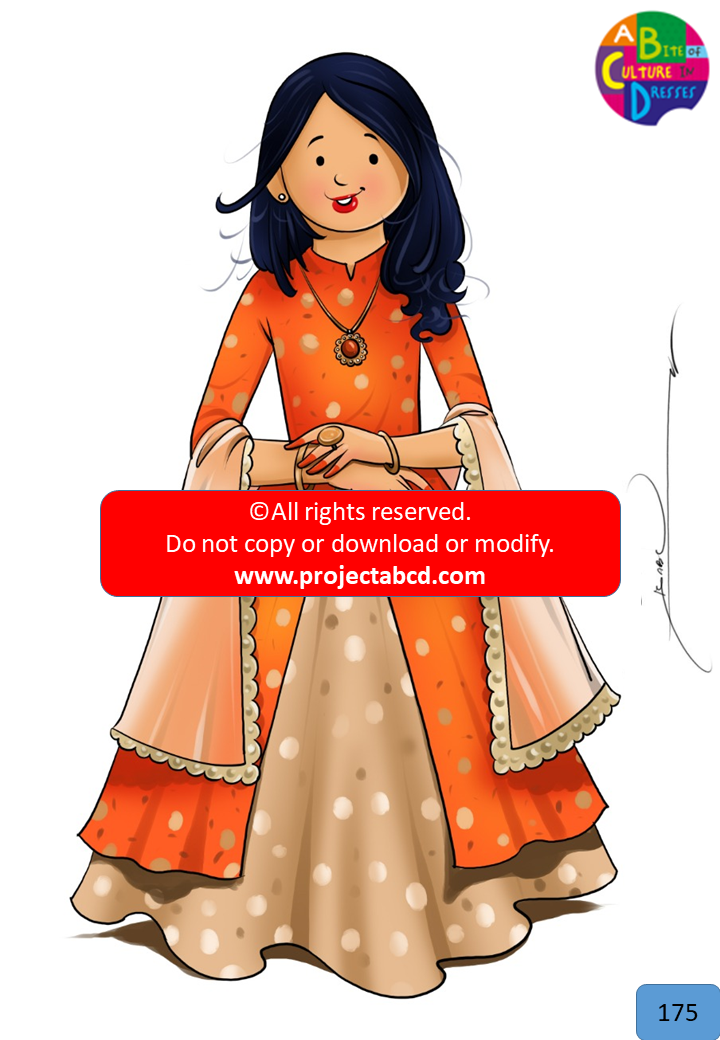 A
BITE OF
CULTURE IN
DRESSES
©All rights reserved.
Do not copy or download or modify.
www.projectabcd.com
175